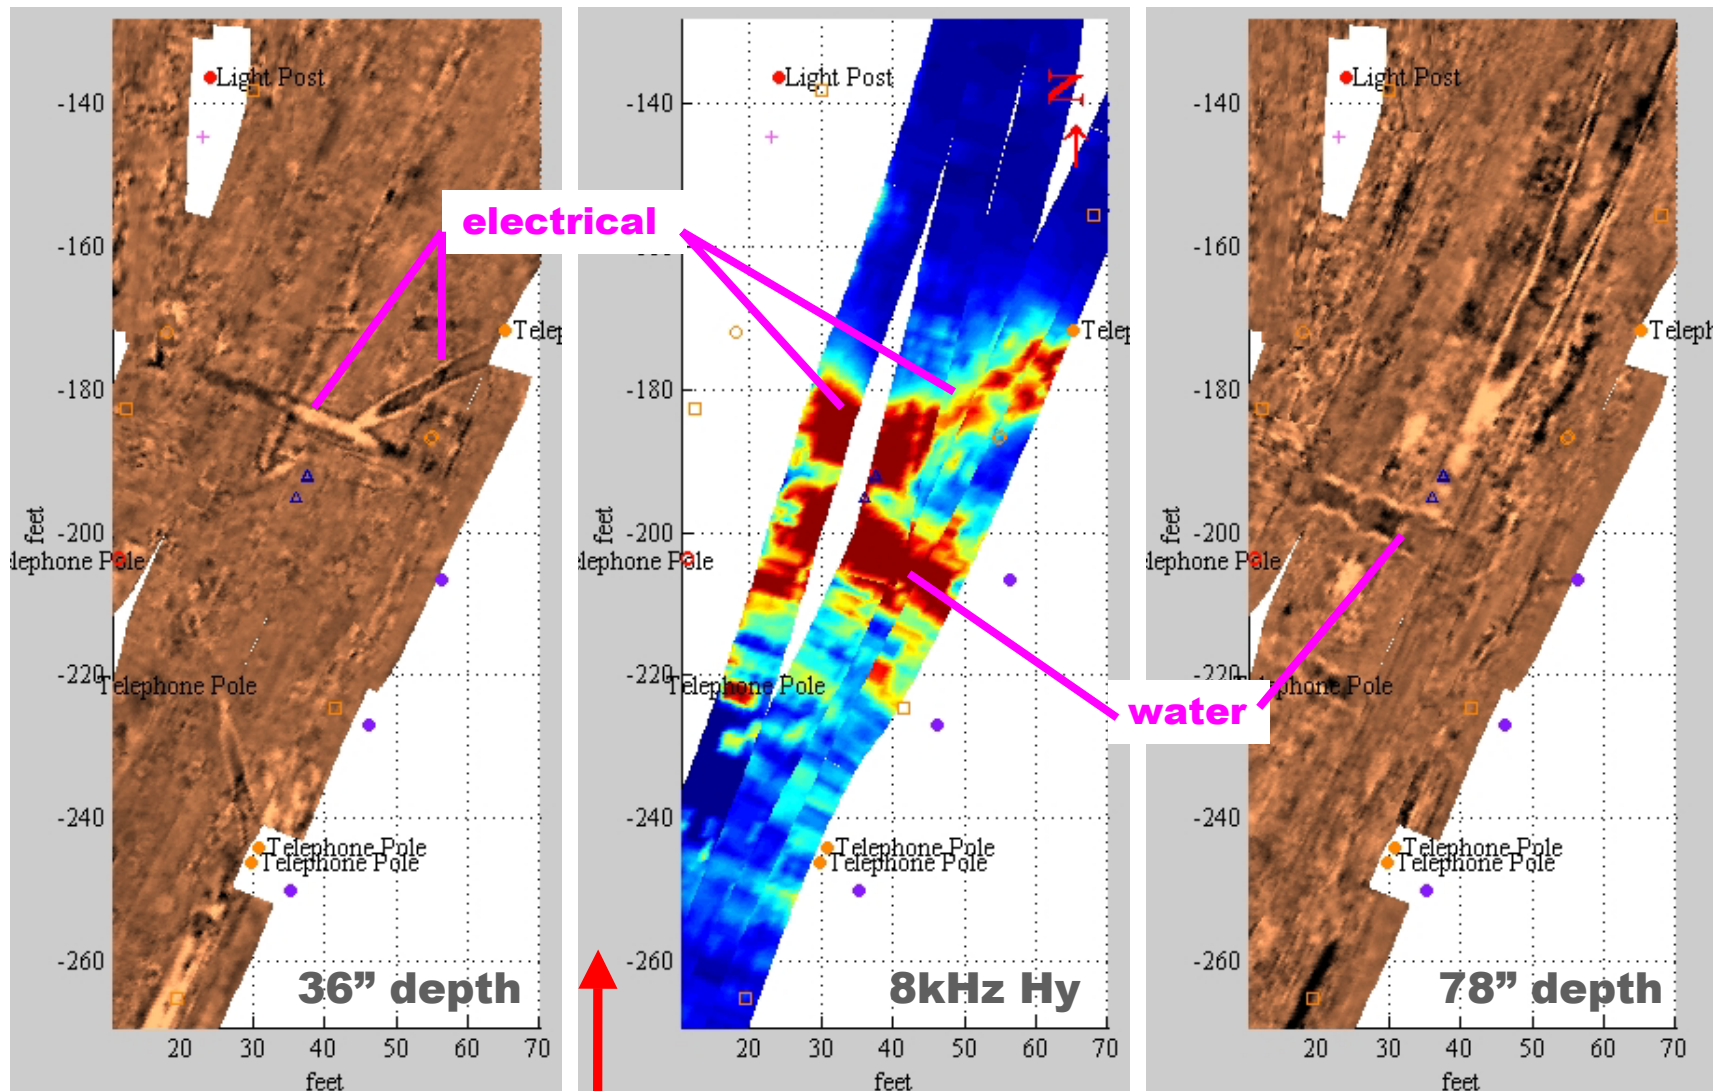 Light Post
-140
-160
-180
-200
-220
-240
-260
feet
Telep
elephone Pole
Telephone Pole
Telephone Pole
Telephone Pole
36” depth
20
30
40
50
60
70
feet
electrical
Light Post
N
-140
-180
-200
-220
-240
-260
feet
Telep
elephone Pole
Telephone Pole
Telephone Pole
Telephone Pole
8kHz Hy
20
30
40
50
60
70
feet
water
Light Post
-140
-160
-180
-200
-220
-240
-260
feet
Teleph
elephone Pole
phone Pole
Telephone Pole
Telephone Pole
78” depth
20
30
40
50
60
70
feet